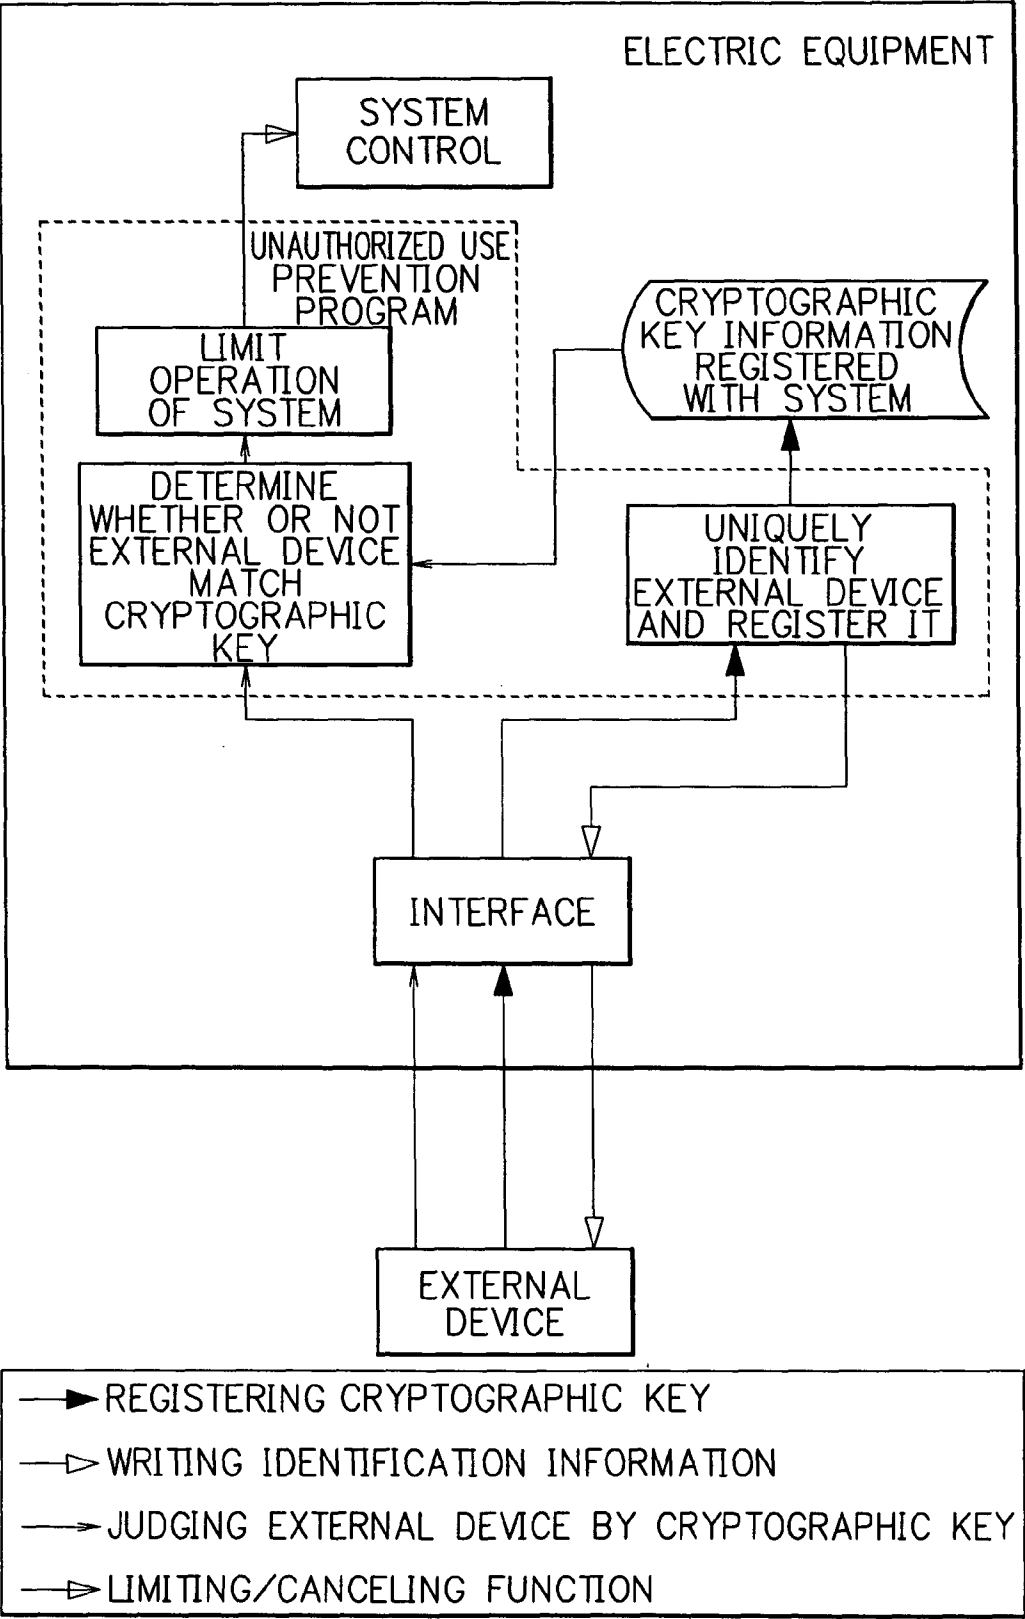 ELECTRIC EQUIPMENT
SYSTEM
CONTROL
UNAUTHORIZED USE
PREVENTION
PROGRAM
LIMIT
OPERATION
OF SYSTEM
CRYPTOGRAPHIC
KEY INFORMATION
REGISTERED
WITH SYSTEM
DETERMINE
WHETHER OR NOT
EXTERNAL DEVICE
MATCH
CRYPTOGRAPHIC
KEY
UNIQUELY
IDENTIFY
EXTERNAL DEVICE
AND REGISTER IT
INTERFACE
EXTERNAL
DEVICE
REGISTERING CRYPTOGRAPHIC KEY
WRITING IDENTIFICATION INFORMATION
JUDGING EXTERNAL DEVICE BY CRYPTOGRAPHIC KEY
LIMITING/CANCELING FUNCTION